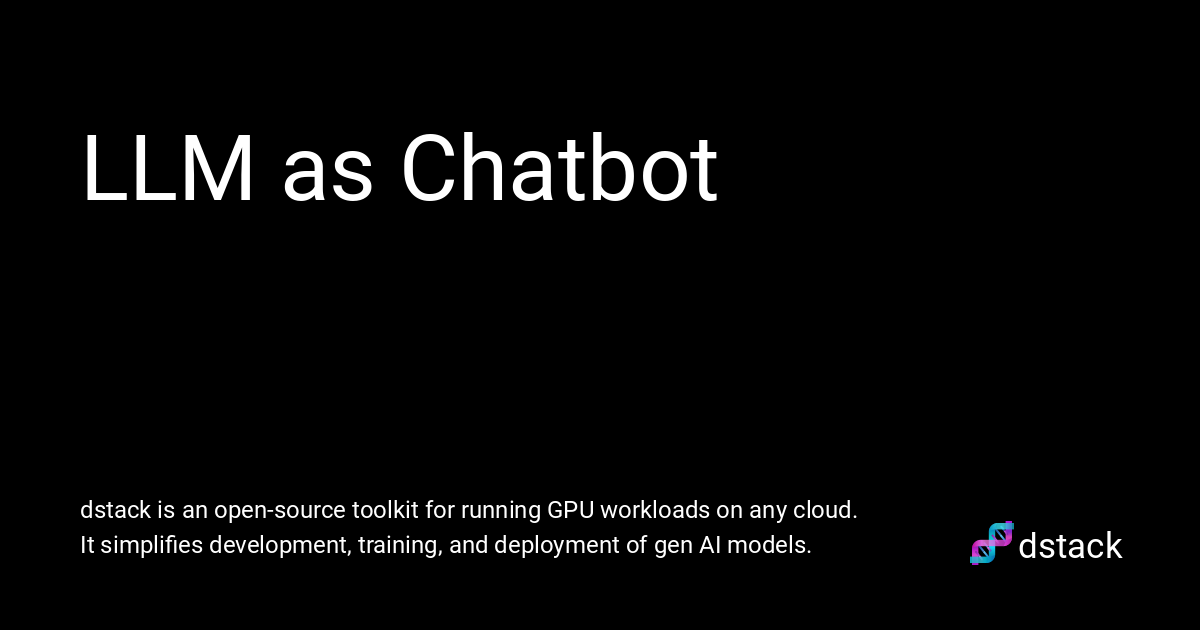 LLM as Chatbot
dstack is an open-source toolkit for running GPU workloads on any cloud.
It simplifies development, training, and deployment of gen AI models.
dstack